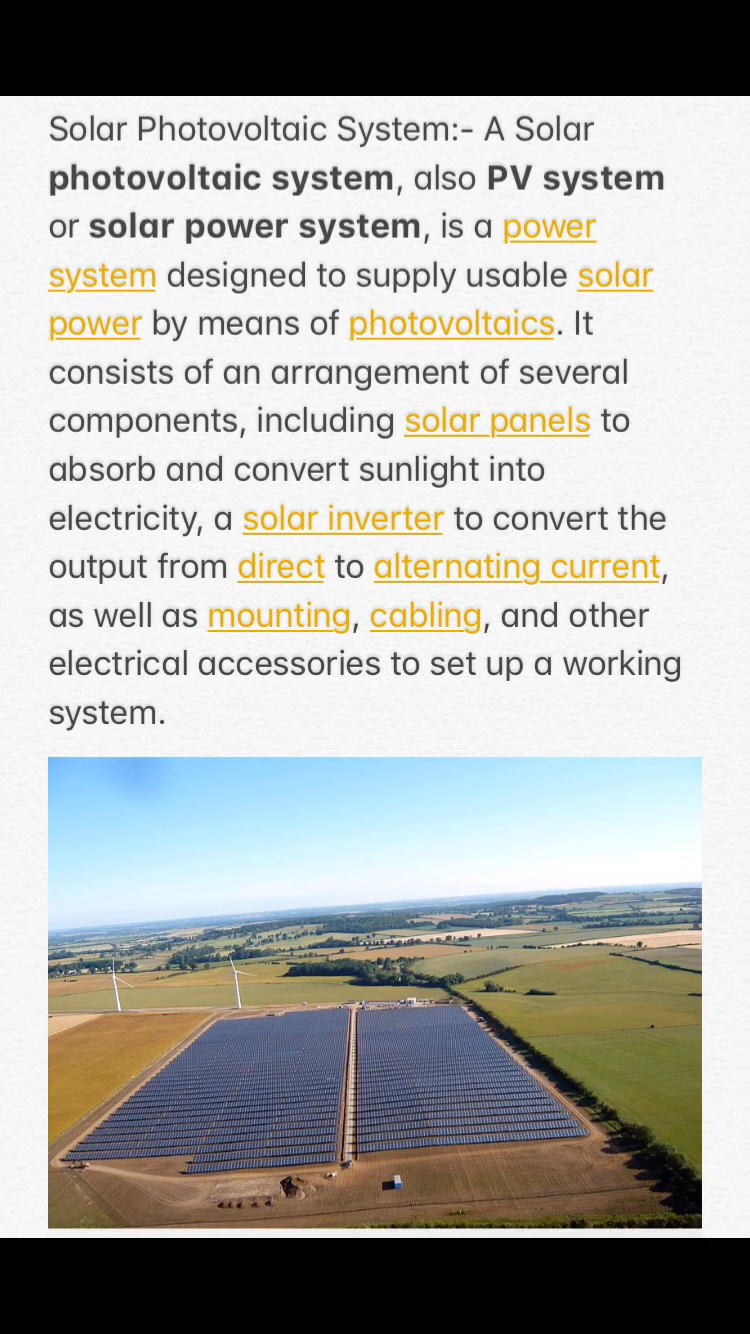 Solar Photovoltaic System:- A Solar
photovoltaic system, also PV system
or solar power system, is a power
system designed to supply usable solar
power by means of photovoltaics. It
consists of an arrangement of several
components, including solar panels to
absorb and convert sunlight into
electricity, a solar inverter to convert the
output from direct to alternating current,
as well as mounting, cabling, and other
electrical accessories to set up a working
system.